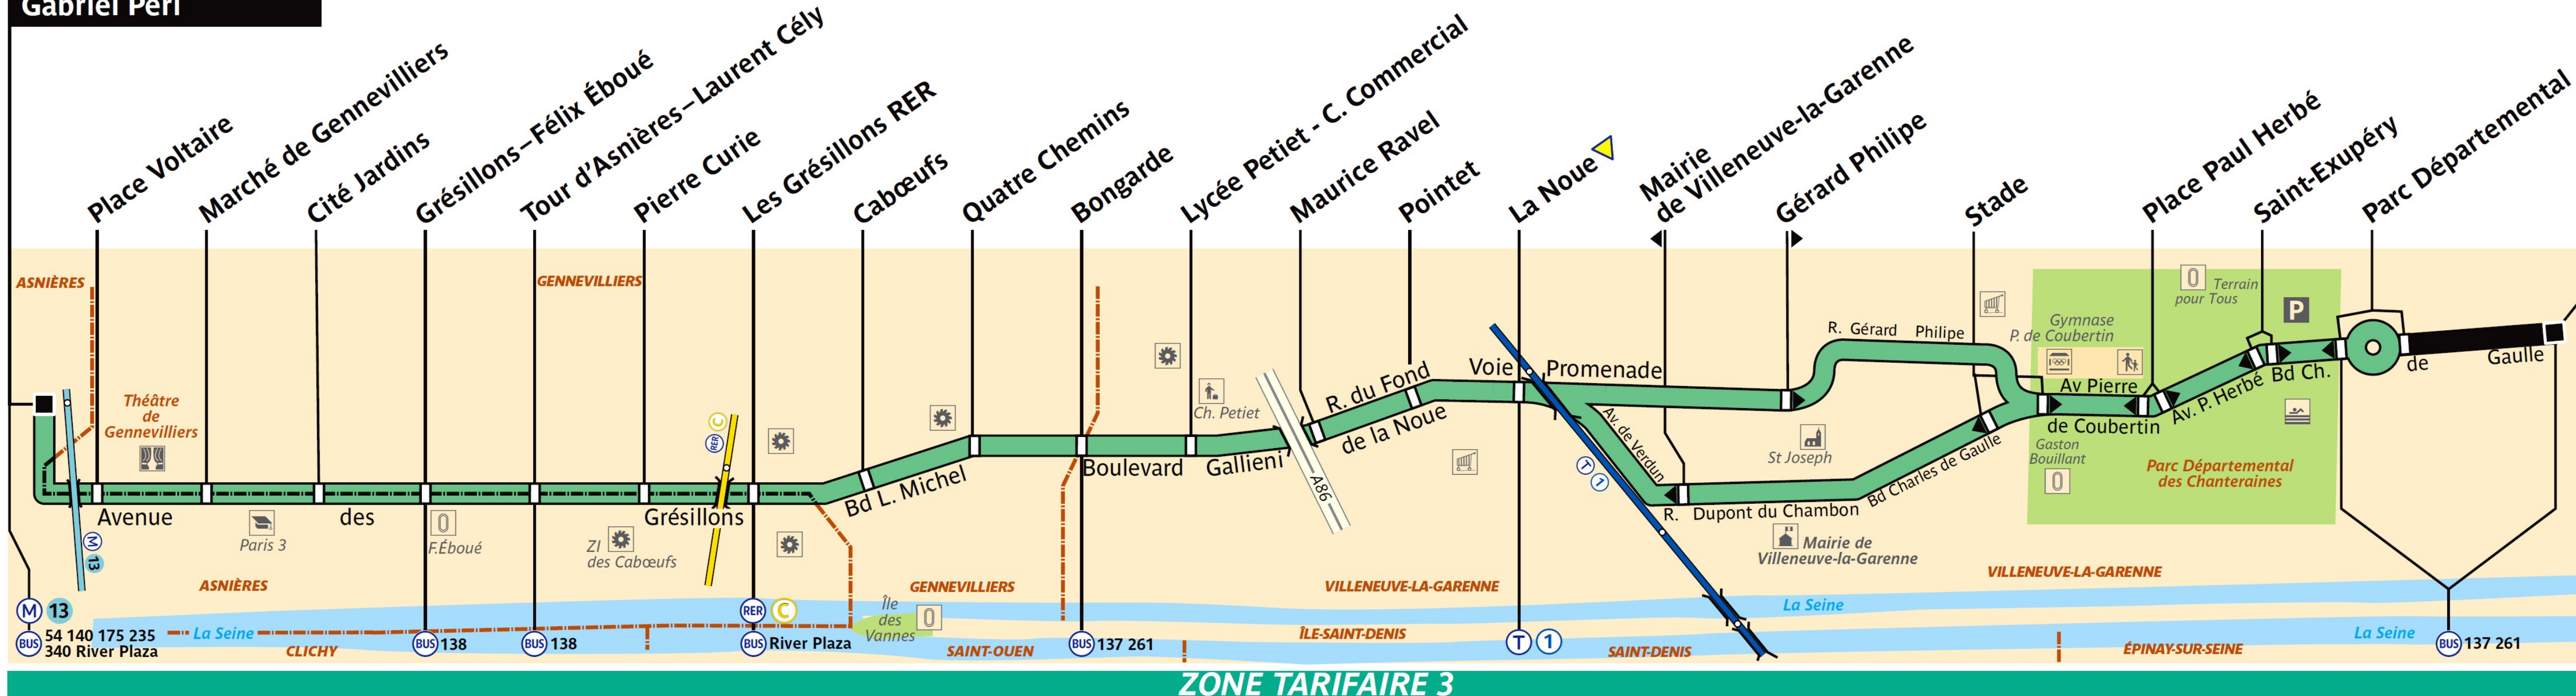 Gabriel Péri
Place Voltaire
Marché de Gennevilliers
Cité Jardins
Grésillons–Félix Éboué
Tour d'Asnières–Laurent Cély
Pierre Curie
Les Grésillons RER
Cabœufs
Quatre Chemins
Bongarde
Lycée Petiet - C. Commercial
Maurice Ravel
Pointet
La Noue
Mairie
de Villeneuve-la-Garenne
Gérard Philipe
Stade
Place Paul Herbé
Saint-Exupéry
Parc Départemental
ASNIÈRES
GENNEVILLIERS
Terrain
pour Tous
P
Gymnase
P. de Coubertin
R. Gérard Philipe
Théâtre
de
Gennevilliers
RER C
Ch. Petiet
A86
R. du Fond
de la Noue
Voie Promenade
Av. de Verdun
T 1
St Joseph
Av Pierre
de Coubertin
Av. P. Herbé
Bd Ch.
de
Gaulle
Gaston
Bouillant
Parc Départemental
des Chanteraines
Bd Charles de Gaulle
R. Dupont du Chambon
Mairie de
Villeneuve-la-Garenne
Avenue des Grésillons
Bd L. Michel
Boulevard Gallieni
M 13
Paris 3
F.Éboué
ZI
des Cabœufs
ASNIÈRES
GENNEVILLIERS
VILLENEUVE-LA-GARENNE
VILLENEUVE-LA-GARENNE
M 13
BUS 54 140 175 235
340 River Plaza
La Seine
CLICHY
BUS 138
BUS 138
RER C
BUS River Plaza
Île
des
Vannes
SAINT-OUEN
BUS 137 261
ÎLE-SAINT-DENIS
T 1
SAINT-DENIS
La Seine
ÉPINAY-SUR-SEINE
La Seine
BUS 137 261
ZONE TARIFAIRE 3